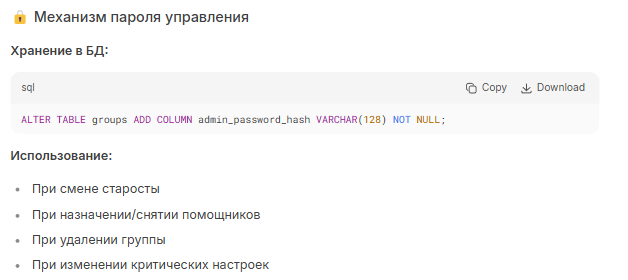 🔒 Механизм пароля управления
Хранение в БД:
sql Copy Download
ALTER TABLE groups ADD COLUMN admin_password_hash VARCHAR(128) NOT NULL;
Использование:
• При смене старосты
• При назначении/снятии помощников
• При удалении группы
• При изменении критических настроек